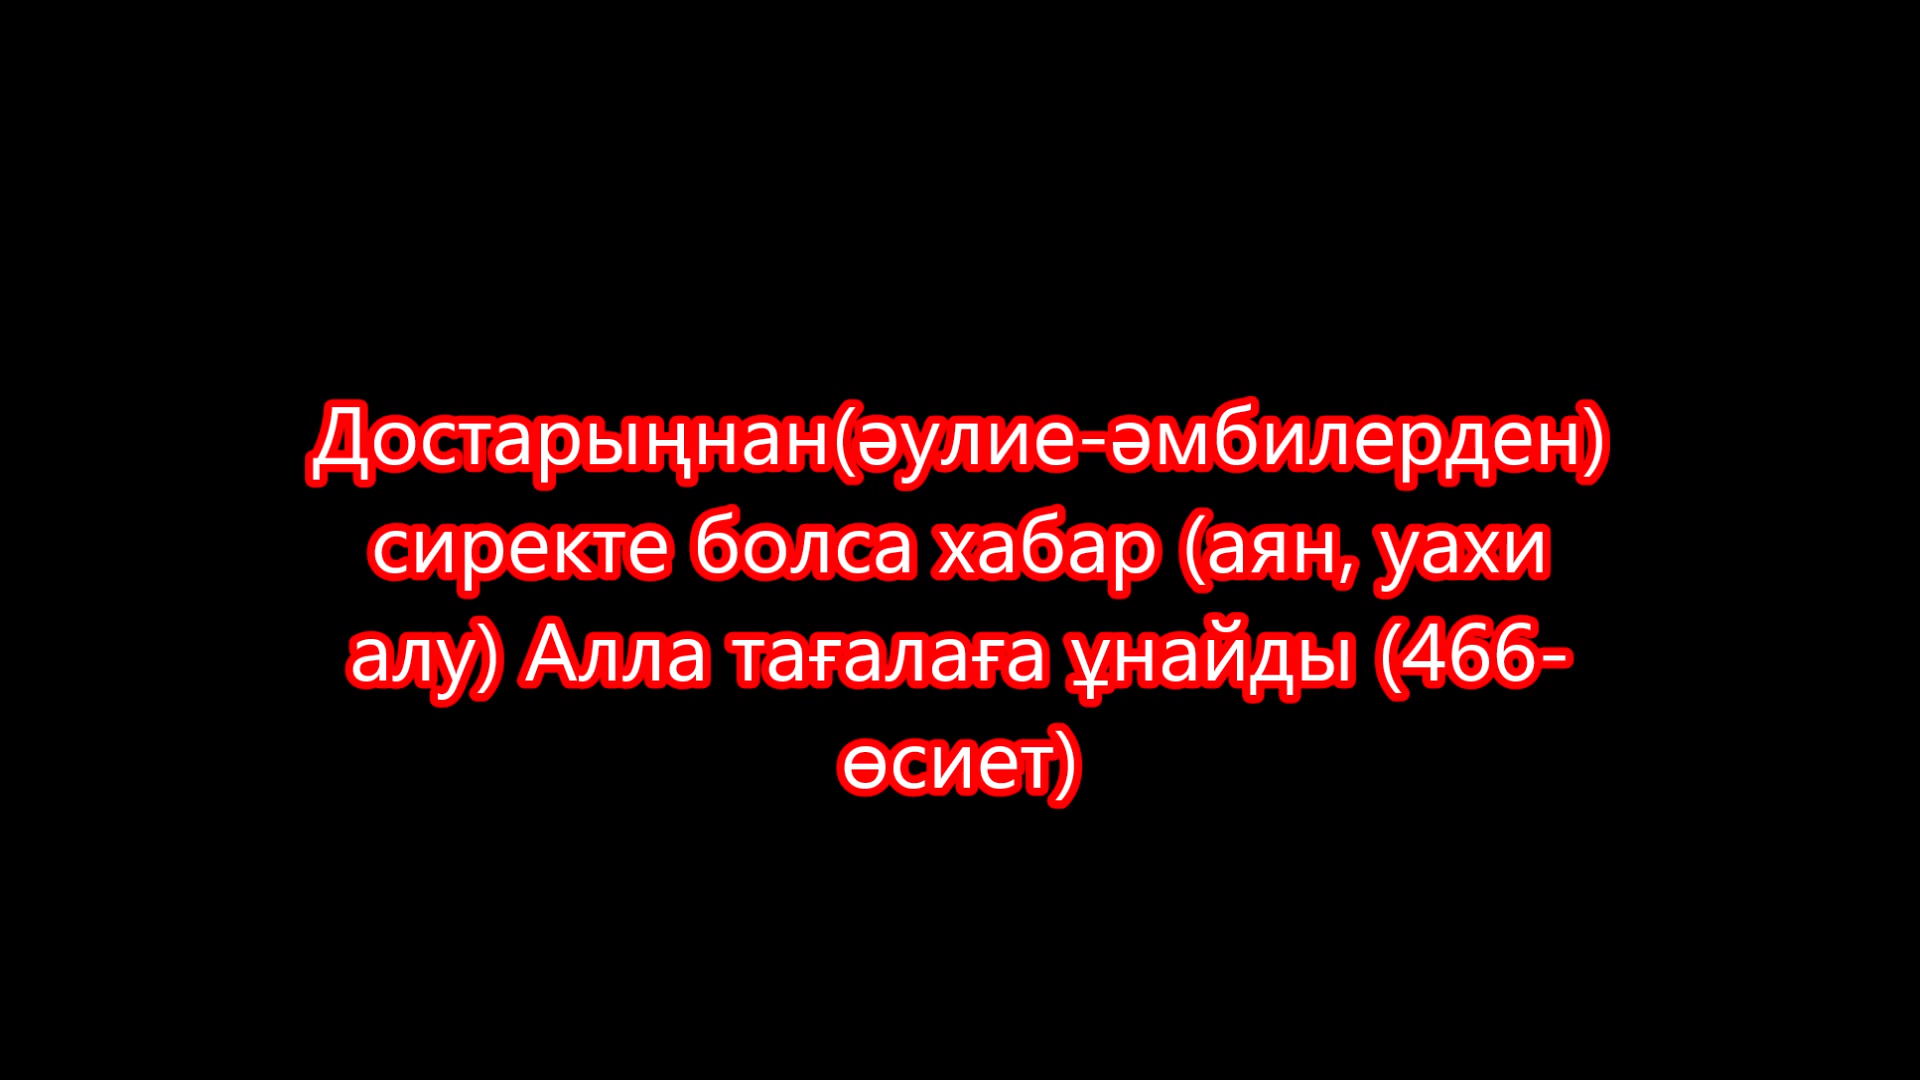 Достарыңнан(әулие-әмбилерден)
сиректе болса хабар (аян, уахи
алу) Алла тағалаға ұнайды (466-
өсиет)